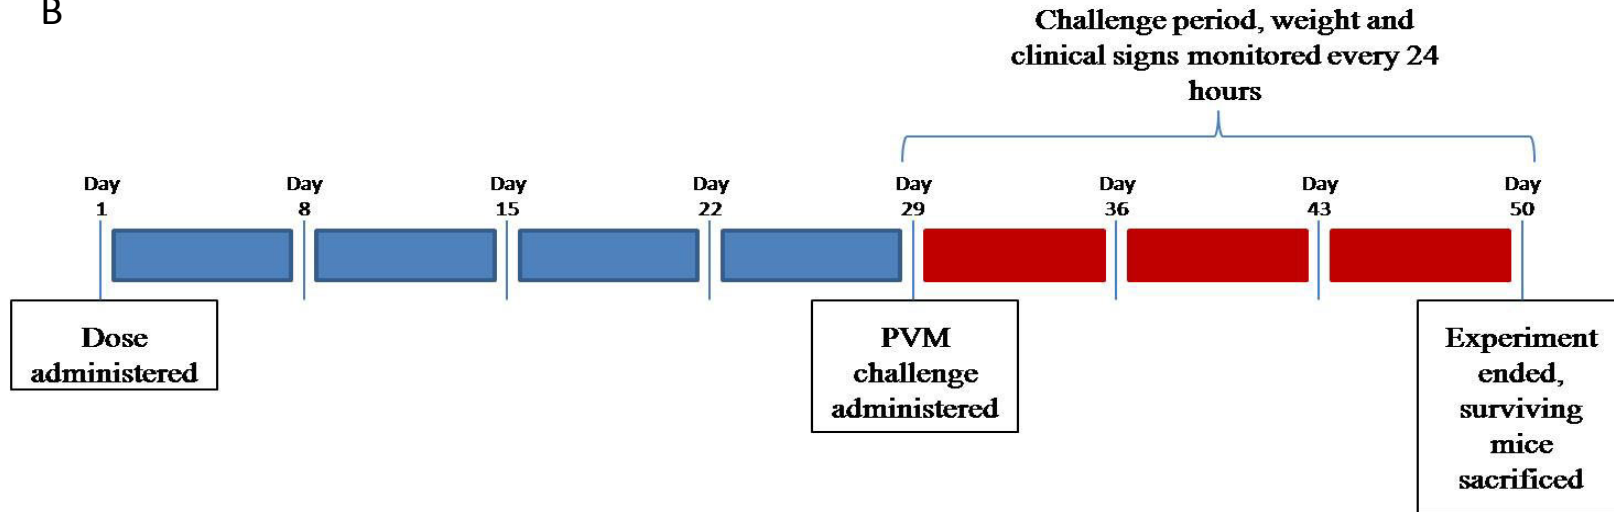 B
Challenge period, weight and
clinical signs monitored every 24
hours
Day Day Day Day Day Day Day Day
1 8 15 22 29 36 43 50
Dose
administered
PVM
challenge
administered
Experiment
ended,
surviving
mice
sacrificed